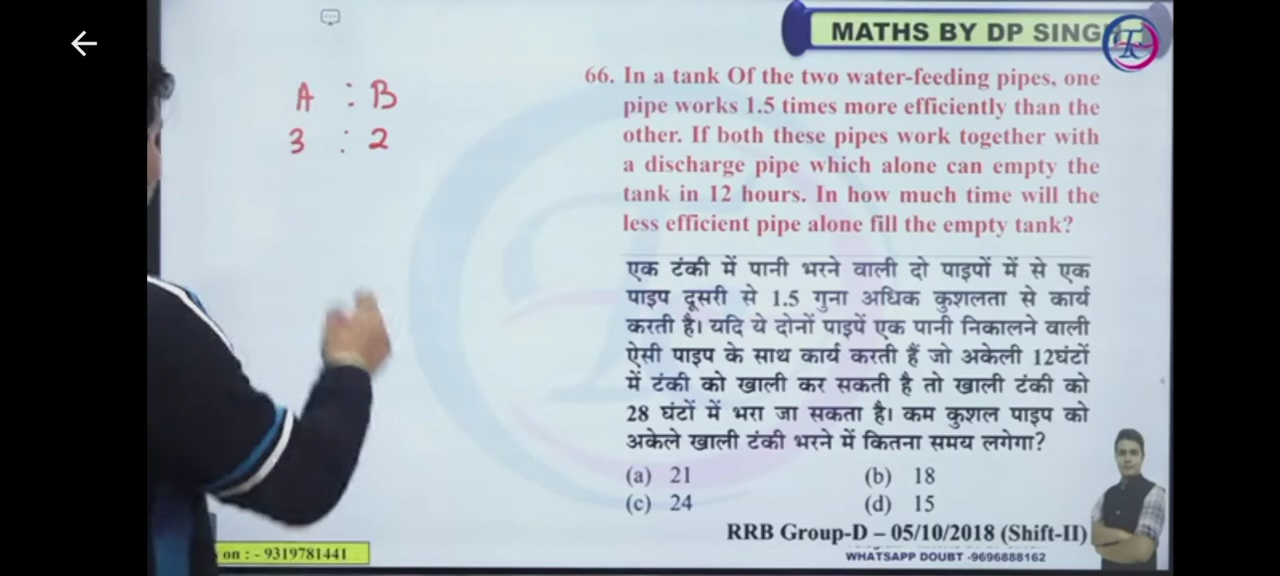 MATHS BY DP SING
A : B
3 : 2
66. In a tank Of the two water-feeding pipes, one
pipe works 1.5 times more efficiently than the
other. If both these pipes work together with
a discharge pipe which alone can empty the
tank in 12 hours. In how much time will the
less efficient pipe alone fill the empty tank?
एक टंकी में पानी भरने वाली दो पाइपों में से एक
पाइप दूसरी से 1.5 गुना अधिक कुशलता से कार्य
करती है। यदि ये दोनों पाइपें एक पानी निकालने वाली
ऐसी पाइप के साथ कार्य करती हैं जो अकेली 12घंटों
में टंकी को खाली कर सकती है तो खाली टंकी को
28 घंटों में भरा जा सकता है। कम कुशल पाइप को
अकेले खाली टंकी भरने में कितना समय लगेगा?
(a) 21 (b) 18
(c) 24 (d) 15
RRB Group-D – 05/10/2018 (Shift-II)
on : - 9319781441
WHATSAPP DOUBT -9696888162